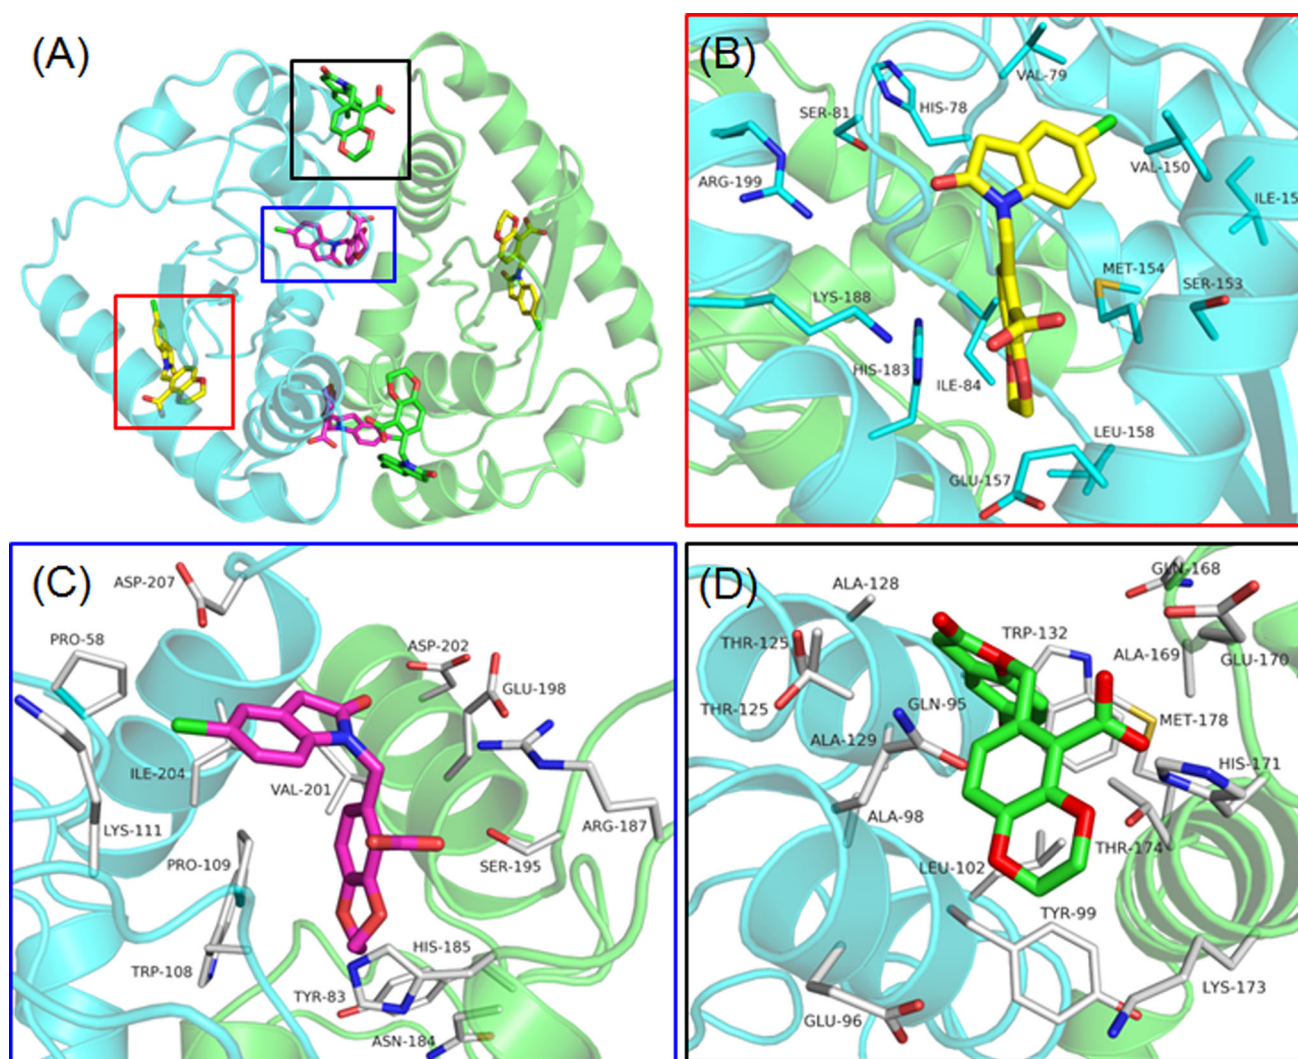 (A)
(B)
VAL-79
SER-81
HIS-78
ARG-199
VAL-150
ILE-15
MET-154
SER-153
LYS-188
HIS-183
ILE-84
LEU-158
GLU-157
(C)
ASP-207
PRO-58
ASP-202
GLU-198
ILE-204
VAL-201
LYS-111
ARG-187
PRO-109
SER-195
TRP-108
HIS-185
TYR-83
ASN-184
(D)
GLN-168
ALA-128
THR-125
TRP-132
ALA-169
GLU-170
THR-125
GLN-95
MET-178
ALA-129
HIS-171
ALA-98
THR-174
LEU-102
TYR-99
LYS-173
GLU-96